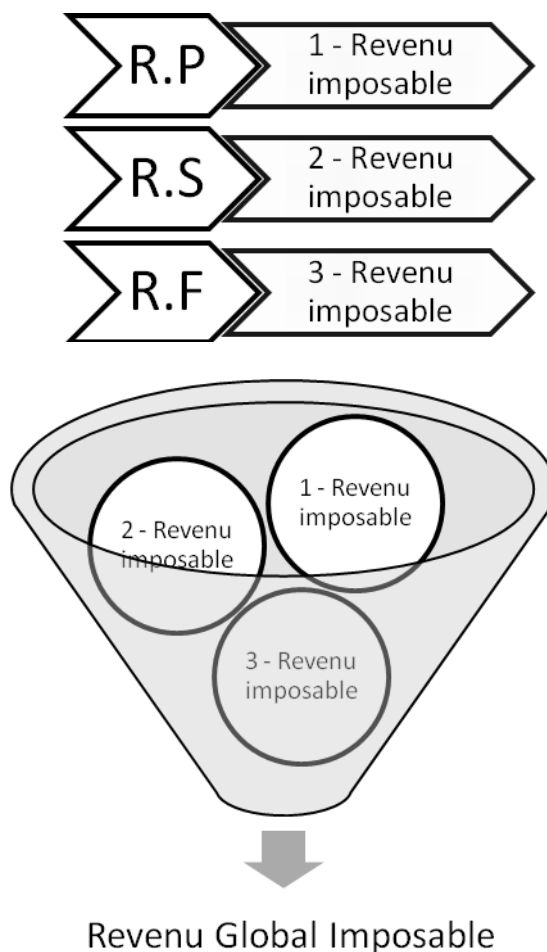 R.P
1 - Revenu
imposable
R.S
2 - Revenu
imposable
R.F
3 - Revenu
imposable
1 - Revenu
imposable
2 - Revenu
imposable
3 - Revenu
imposable
Revenu Global Imposable